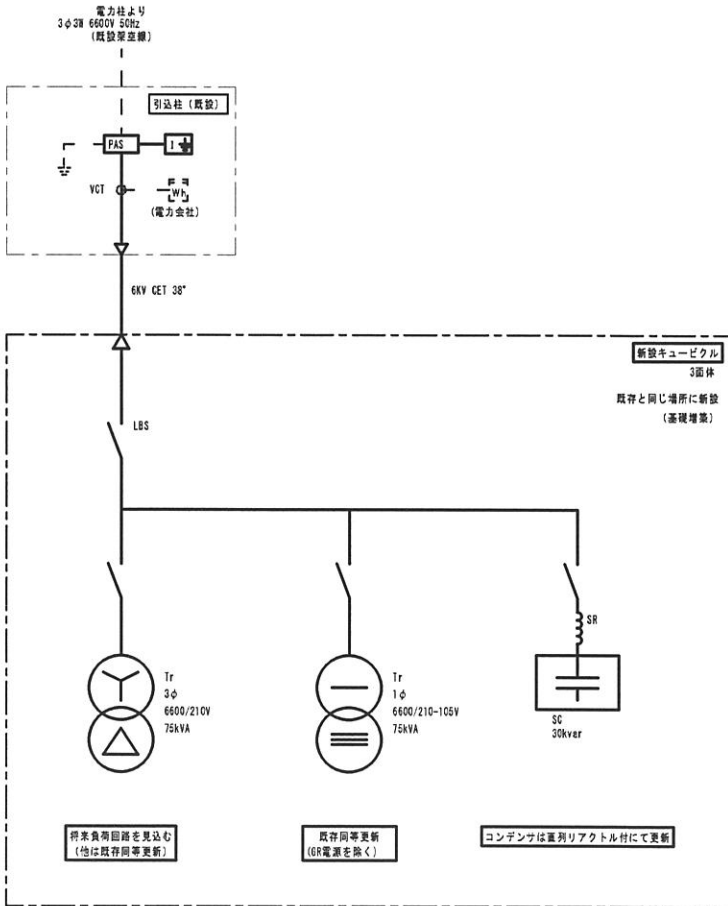 電力柱より
3φ3W 6600V 50Hz
(既設架空線)
引込柱(既設)
PAS
I
VCT
Wh
(電力会社)
6KV CET 38°
新設キュービクル
3面体
既存と同じ場所に新設
(基礎増築)
LBS
SR
Tr
3φ
6600/210V
75kVA
Tr
1φ
6600/210-105V
75kVA
SC
30kvar
将来負荷回路を見込む
(他は既存同等更新)
既存同等更新
(GR電源を除く)
コンデンサは直列リアクトル付にて更新